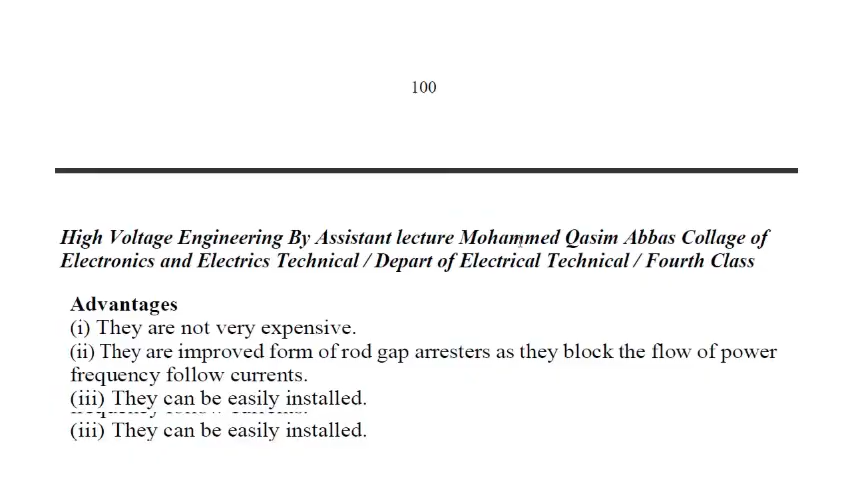 100
High Voltage Engineering By Assistant lecture Mohammed Qasim Abbas Collage of
Electronics and Electrics Technical / Depart of Electrical Technical / Fourth Class
Advantages
(i) They are not very expensive.
(ii) They are improved form of rod gap arresters as they block the flow of power
frequency follow currents.
(iii) They can be easily installed.
frequency follow currents.
(iii) They can be easily installed.